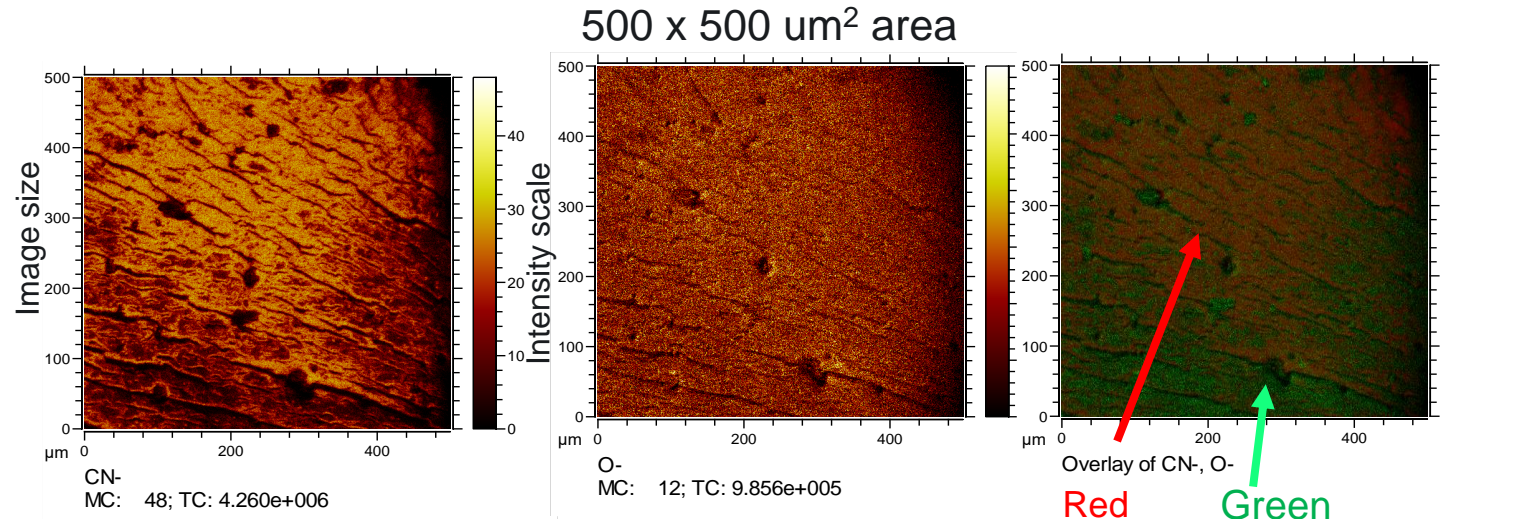 500 x 500 um² area
Image size
500
400
300
200
100
0
µm
0
200
400
40
30
20
10
0
Intensity scale
CN-
MC: 48; TC: 4.260e+006
500
400
300
200
100
0
µm
0
200
400
O-
MC: 12; TC: 9.856e+005
500
400
300
200
100
0
µm
0
200
400
Overlay of CN-, O-
Red
Green